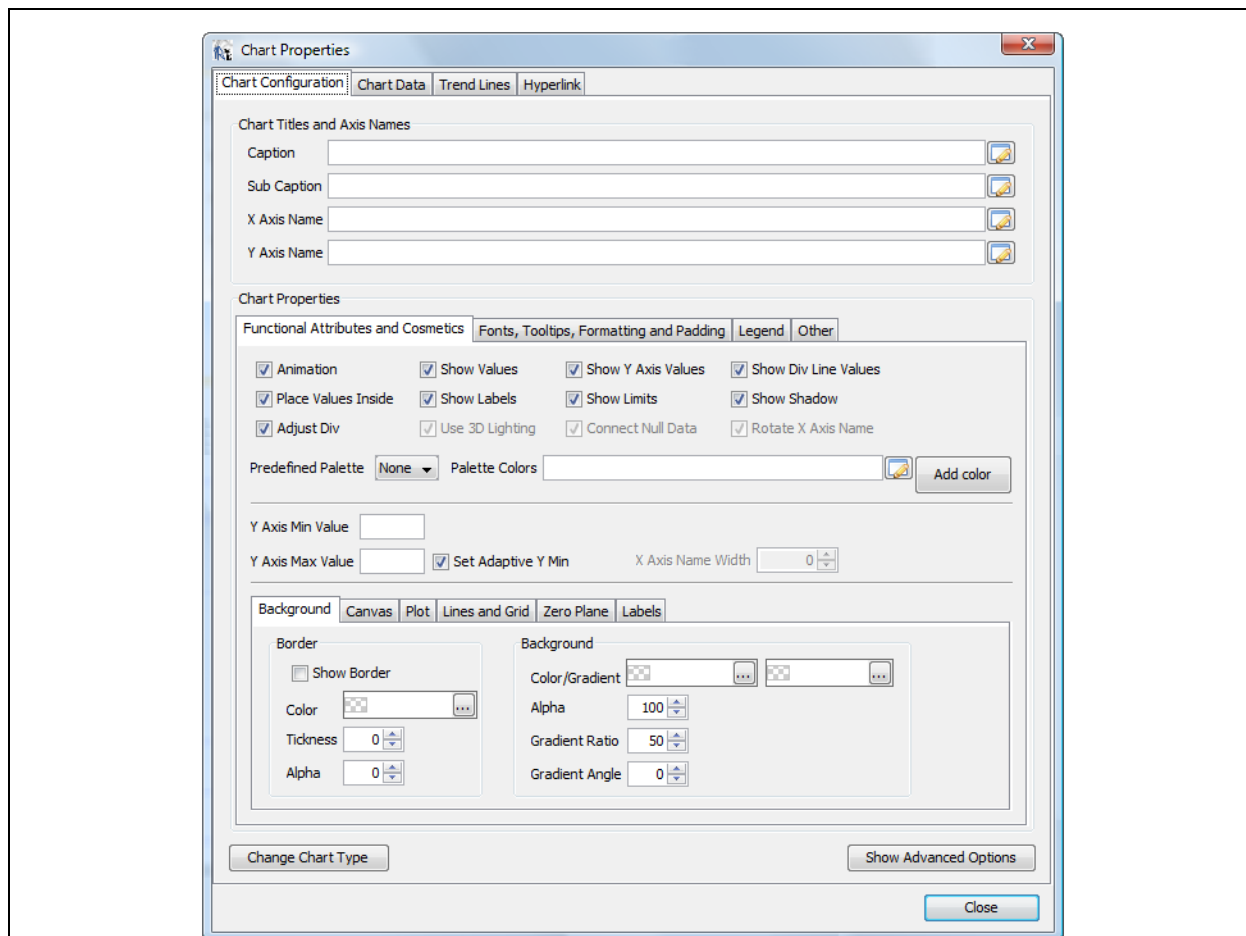 Chart Properties
Chart Configuration Chart Data Trend Lines Hyperlink
Chart Titles and Axis Names
Caption
Sub Caption
X Axis Name
Y Axis Name
Chart Properties
Functional Attributes and Cosmetics Fonts, Tooltips, Formatting and Padding Legend Other
Animation Show Values Show Y Axis Values Show Div Line Values
Place Values Inside Show Labels Show Limits Show Shadow
Adjust Div Use 3D Lighting Connect Null Data Rotate X Axis Name
Predefined Palette None Palette Colors Add color
Y Axis Min Value
Y Axis Max Value Set Adaptive Y Min X Axis Name Width 0
Background Canvas Plot Lines and Grid Zero Plane Labels
Border Background
Show Border Color/Gradient ... ...
Color ... Alpha 100
Tickness 0 Gradient Ratio 50
Alpha 0 Gradient Angle 0
Change Chart Type Show Advanced Options
Close